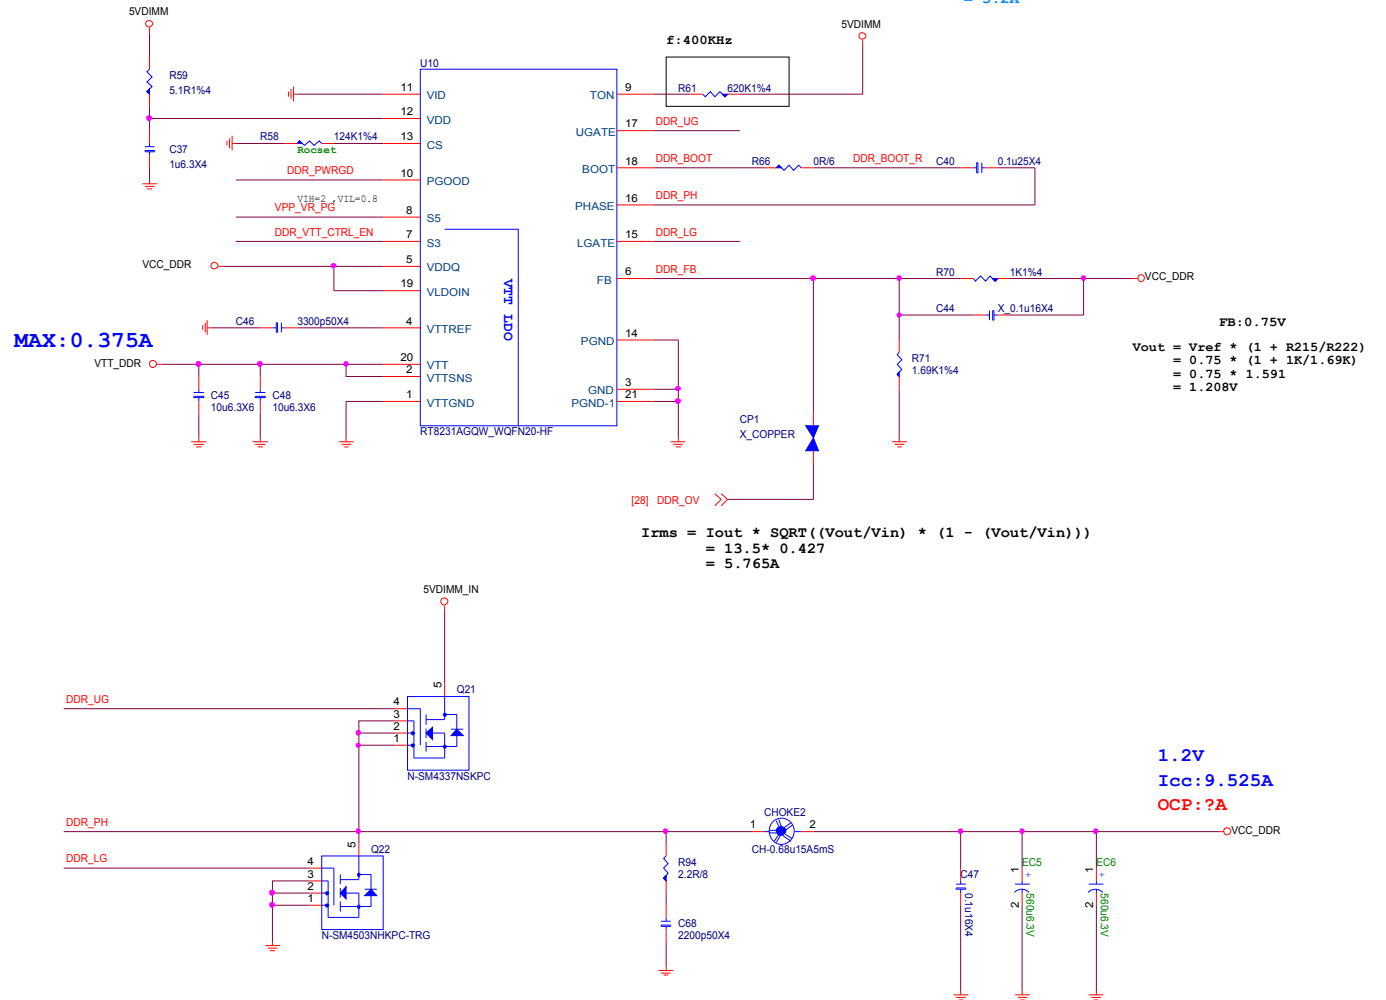 = 5.2A
5VDIMM
5VDIMM
f:400KHz
U10
R59
5.1R1%4
11 VID
TON 9
R61 620K1%4
12 VDD
UGATE 17 DDR_UG
R58 124K1%4
Rocset
13 CS
C37
1u6.3X4
BOOT 18 DDR_BOOT R66 0R/6 DDR_BOOT_R C40 0.1u25X4
DDR_PWRGD 10 PGOOD
VIH=2 ,VIL=0.8
PHASE 16 DDR_PH
VPP_VR_PG 8 S5
DDR_VTT_CTRL_EN 7 S3
LGATE 15 DDR_LG
VCC_DDR 5 VDDQ
FB 6 DDR_FB
R70 1K1%4
VCC_DDR
19 VLDOIN
VTT LDO
C44 X_0.1u16X4
C46 3300p50X4 4 VTTREF
FB:0.75V
MAX:0.375A
PGND 14
Vout = Vref * (1 + R215/R222)
= 0.75 * (1 + 1K/1.69K)
= 0.75 * 1.591
= 1.208V
VTT_DDR
20 VTT
2 VTTSNS
R71
1.69K1%4
C45
10u6.3X6
C48
10u6.3X6
GND 3
1 VTTGND
PGND-1 21
CP1
X_COPPER
RT8231AGQW_WQFN20-HF
[28] DDR_OV
Irms = Iout * SQRT((Vout/Vin) * (1 - (Vout/Vin)))
= 13.5* 0.427
= 5.765A
5VDIMM_IN
5
Q21
DDR_UG
4
3
2
1
N-SM4337NSKPC
1.2V
Icc:9.525A
OCP:?A
DDR_PH
CHOKE2
1 2
CH-0.68u15A5mS
VCC_DDR
5
Q22
DDR_LG
4
3
2
1
N-SM4503NHKPC-TRG
R94
2.2R/8
C68
2200p50X4
C47
0.1u16X4
1 EC5
+
2
560u6.3V
1 EC6
+
2
560u6.3V